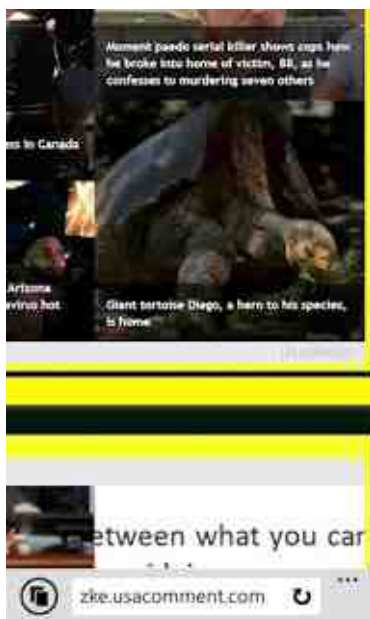 Moment paedo serial killer shows cops how
he broke into home of victim, 88, as he
confesses to murdering seven others
in Canada
Arizona
hot
Giant tortoise Diego, a hero to his species,
is home
etween what you car
zke.usacomment.com